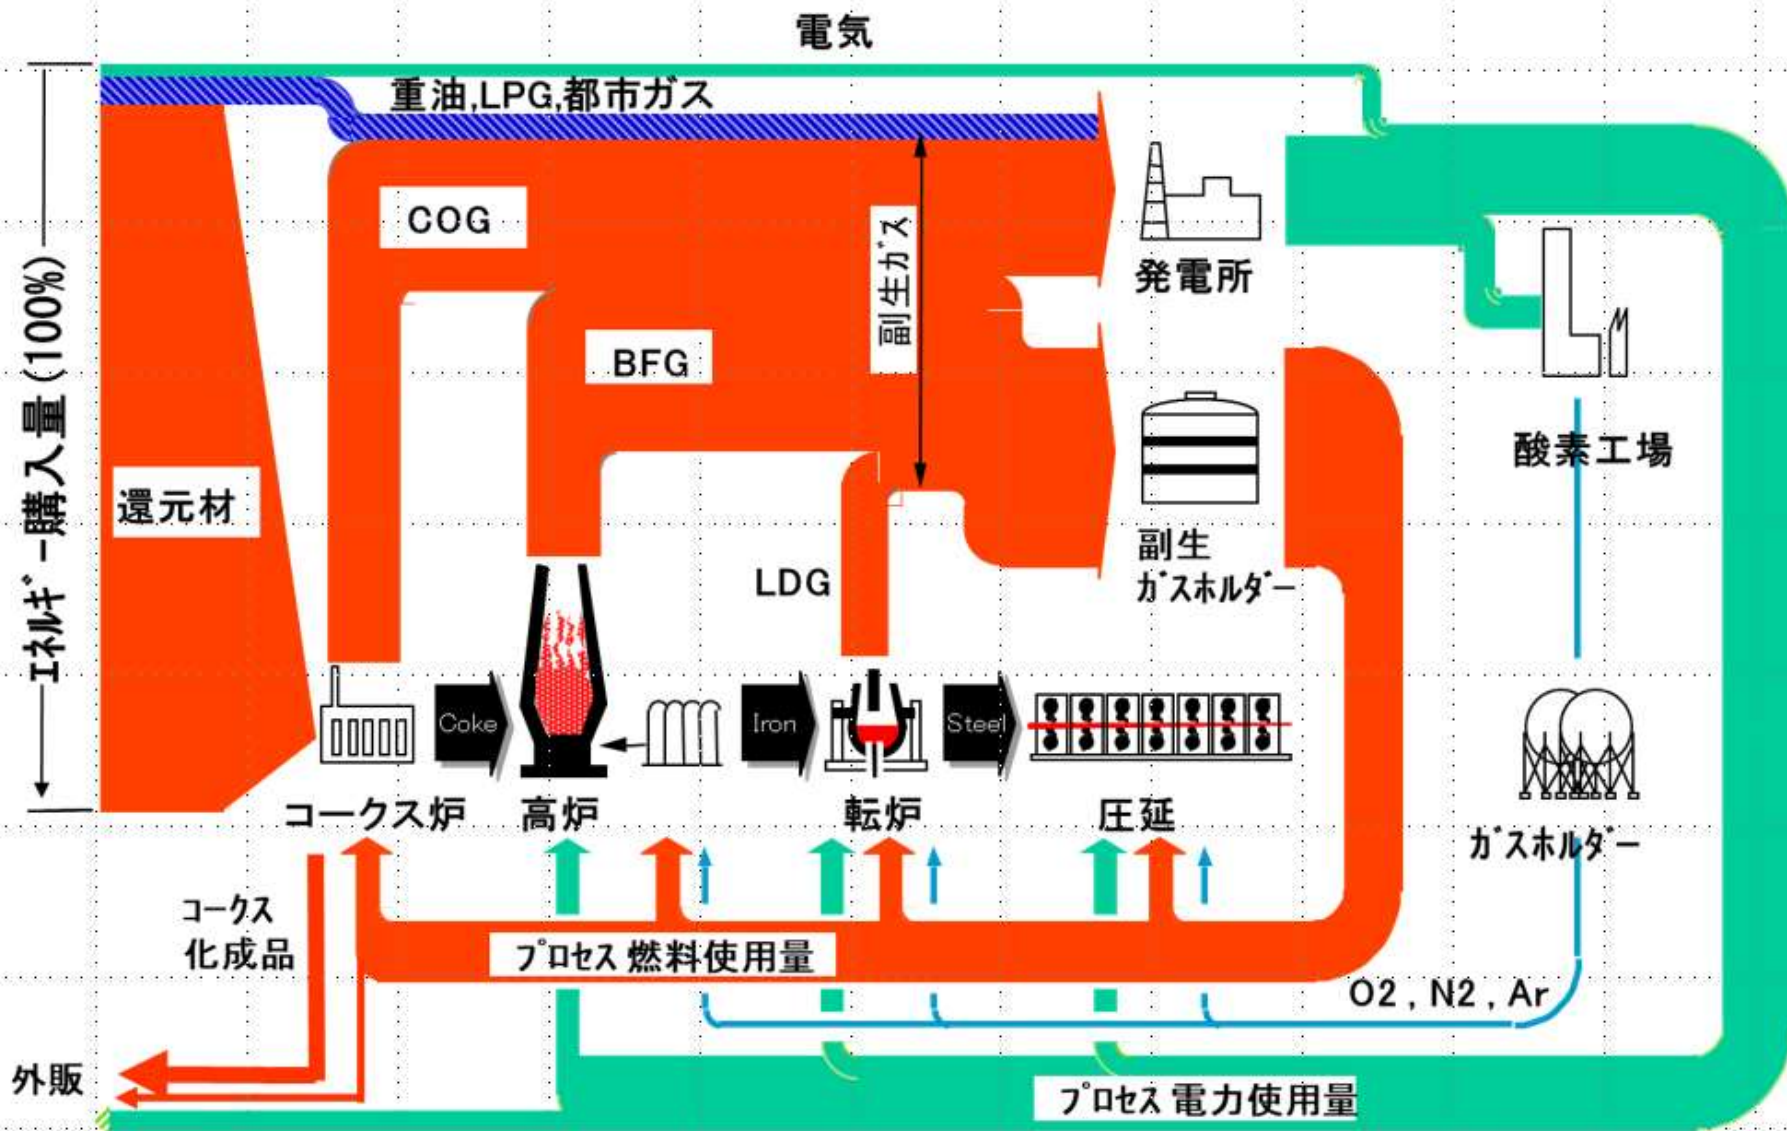 電気
重油,LPG,都市ガス
COG
副生ガス
発電所
BFG
エネルギー購入量(100%)
還元材
酸素工場
副生
ガスホルダー
LDG
Coke
Iron
Steel
コークス炉
高炉
転炉
圧延
ガスホルダー
コークス
化成品
プロセス燃料使用量
O2 , N2 , Ar
外販
プロセス電力使用量